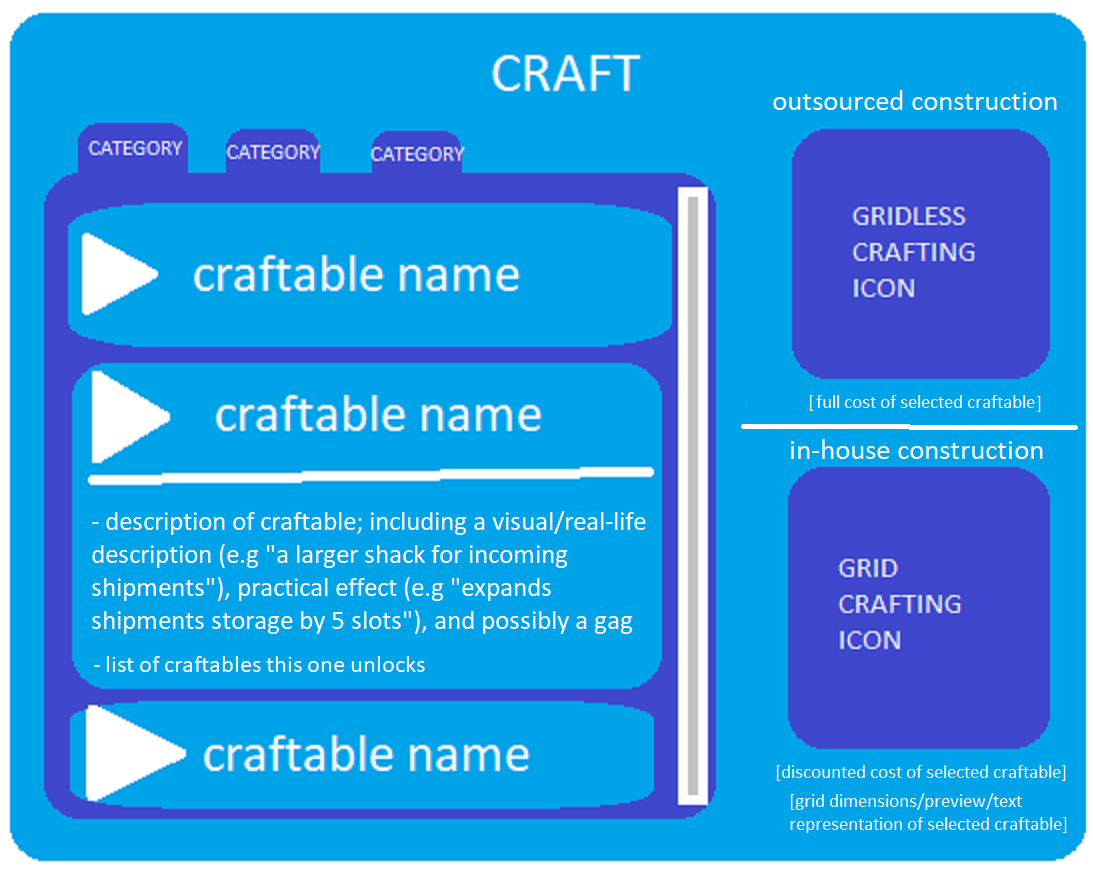 CRAFT
CATEGORY
CATEGORY
CATEGORY
craftable name
craftable name
- description of craftable; including a visual/real-life
description (e.g "a larger shack for incoming
shipments"), practical effect (e.g "expands
shipments storage by 5 slots"), and possibly a gag
- list of craftables this one unlocks
craftable name
outsourced construction
GRIDLESS
CRAFTING
ICON
[full cost of selected craftable]
in-house construction
GRID
CRAFTING
ICON
[discounted cost of selected craftable]
[grid dimensions/preview/text
representation of selected craftable]